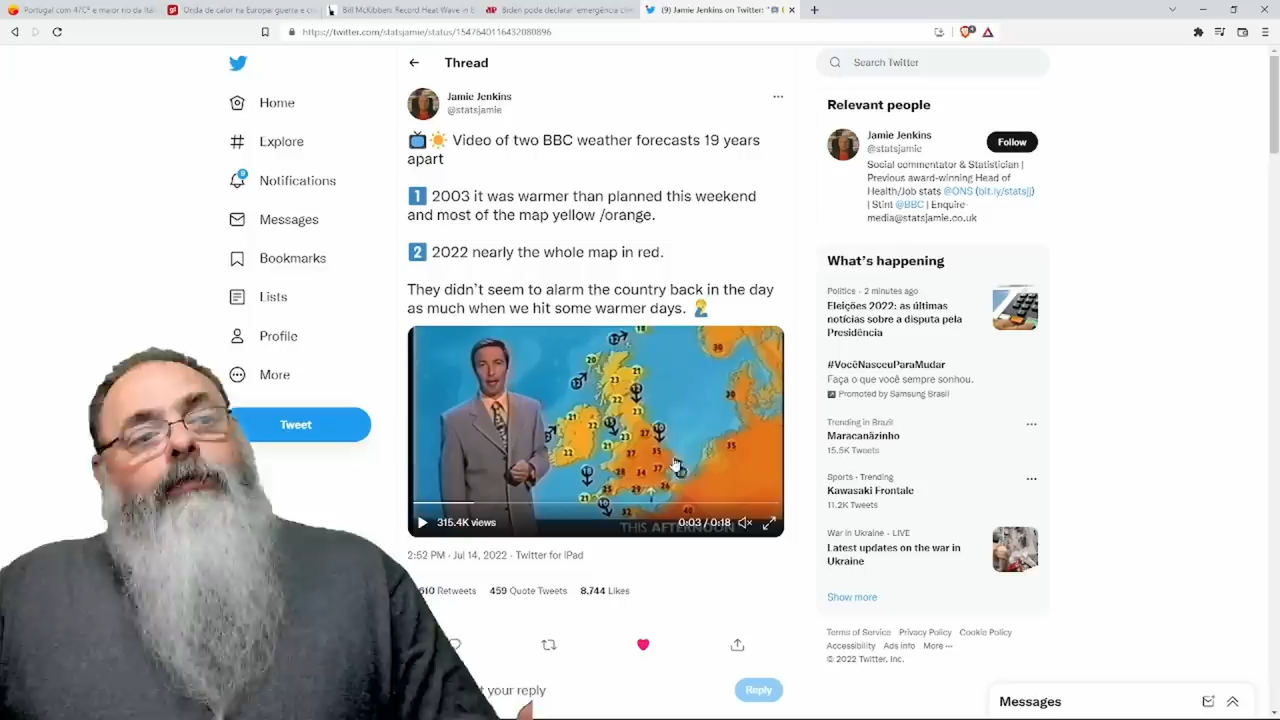 Portugal com 47ºC e maior rio da Itál
Onda de calor na Europa: guerra e cr
Bill McKibben: Record Heat Wave in E
Biden pode declarar 'emergência clim
(9) Jamie Jenkins on Twitter: "
https://twitter.com/statsjamie/status/1547640116432080896
Thread
Search Twitter
Home
Explore
Notifications
Messages
Bookmarks
Lists
Profile
More
Tweet
Jamie Jenkins
@statsjamie
📺☀️ Video of two BBC weather forecasts 19 years
apart
1️⃣ 2003 it was warmer than planned this weekend
and most of the map yellow /orange.
2️⃣ 2022 nearly the whole map in red.
They didn't seem to alarm the country back in the day
as much when we hit some warmer days. 🤦‍♂️
315.4K views
THIS AFTERNOON
0:03 / 0:18
2:52 PM · Jul 14, 2022 · Twitter for iPad
610 Retweets 459 Quote Tweets 8,744 Likes
t your reply
Reply
Relevant people
Jamie Jenkins
@statsjamie
Follow
Social commentator & Statistician |
Previous award-winning Head of
Health/Job stats @ONS (bit.ly/statsjj)
| Stint @BBC | Enquire-
media@statsjamie.co.uk
What's happening
Politics · 2 minutes ago
Eleições 2022: as últimas
notícias sobre a disputa pela
Presidência
#VocêNasceuParaMudar
Faça o que você sempre sonhou.
Promoted by Samsung Brasil
Trending in Brazil
Maracanãzinho
15.5K Tweets
Sports · Trending
Kawasaki Frontale
11.2K Tweets
War in Ukraine · LIVE
Latest updates on the war in
Ukraine
Show more
Terms of Service Privacy Policy Cookie Policy
Accessibility Ads info More ···
© 2022 Twitter, Inc.
Messages